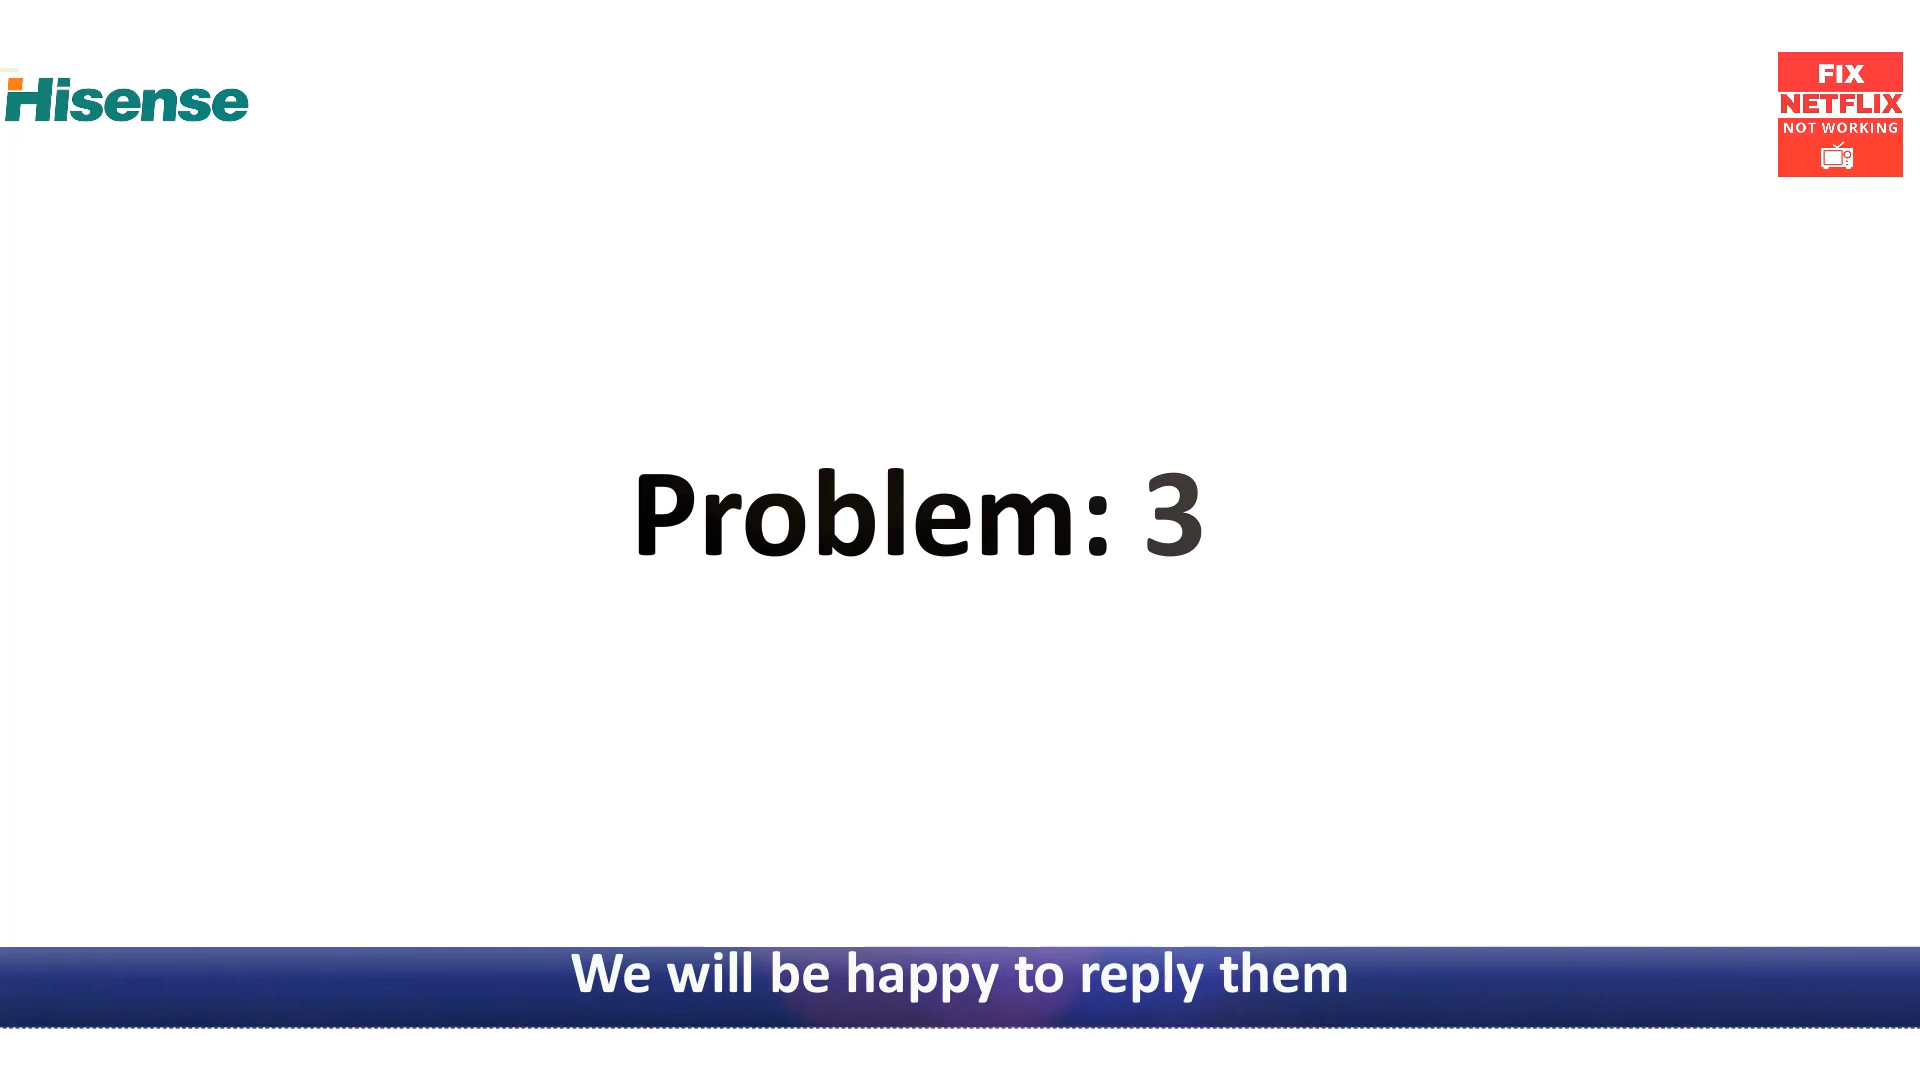 Hisense
FIX
NETFLIX
NOT WORKING
Problem: 3
We will be happy to reply them